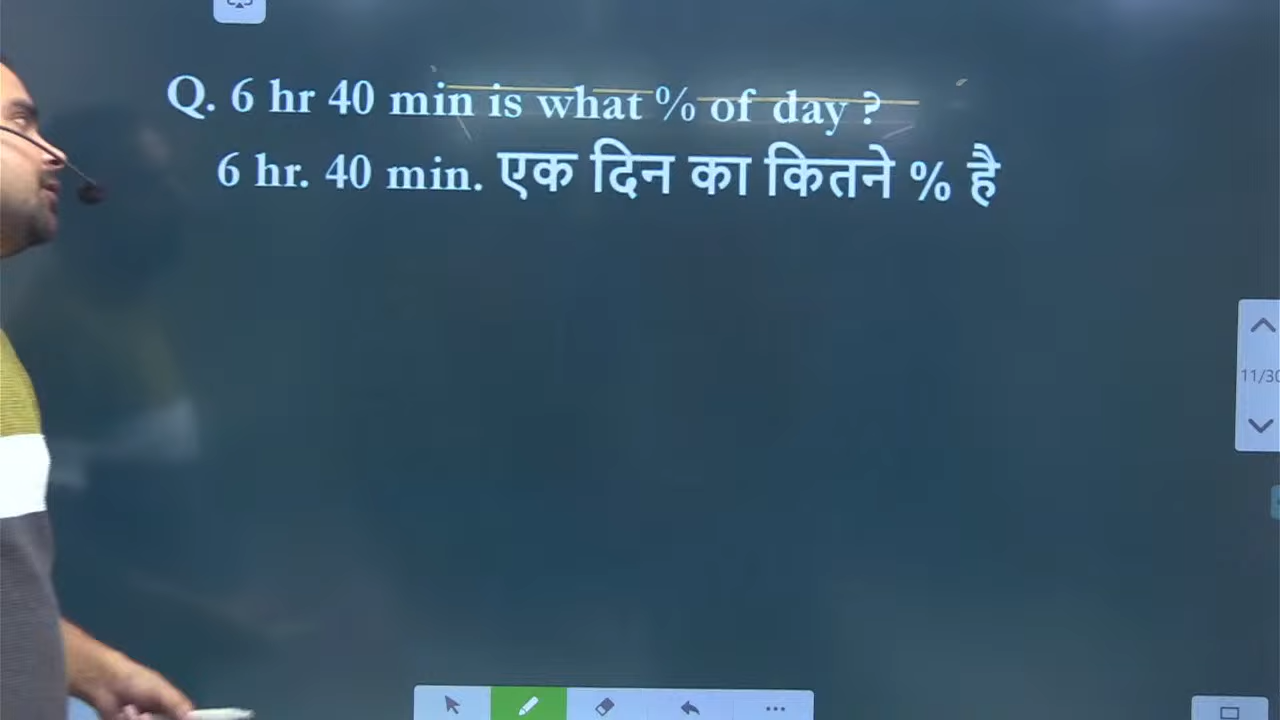 Q. 6 hr 40 min is what % of day ?
6 hr. 40 min. एक दिन का कितने % है
11/30